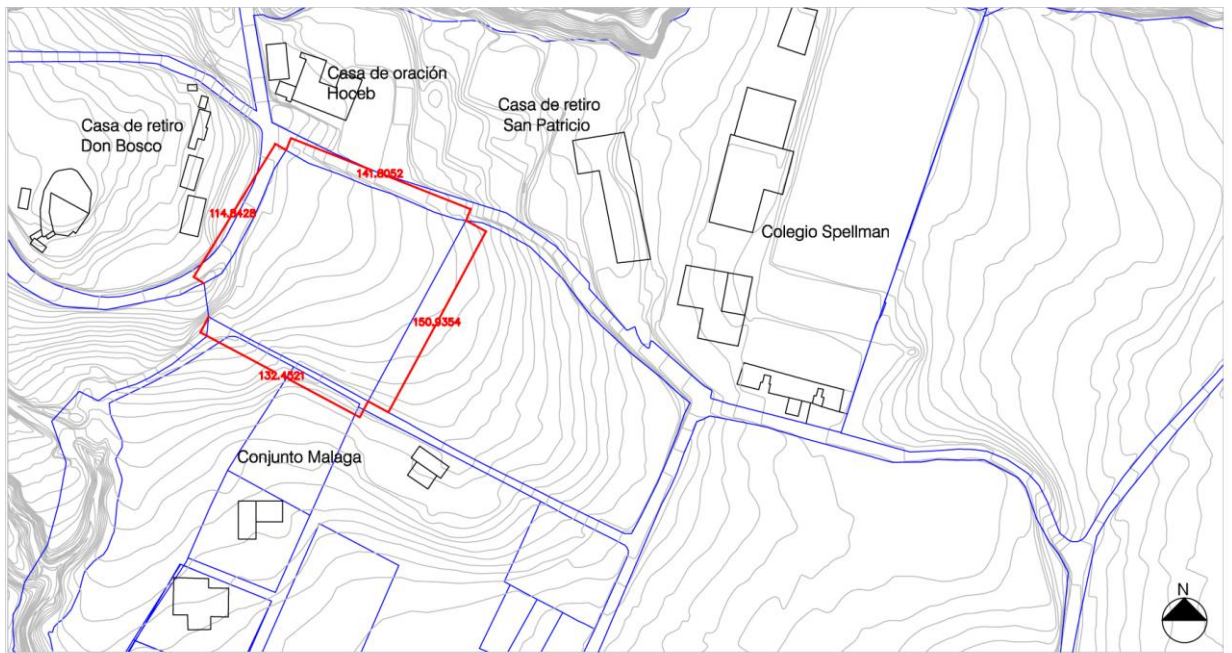 Casa de oración
Hoceb
Casa de retiro
San Patricio
Casa de retiro
Don Bosco
141.8052
114.8428
Colegio Spellman
150.9354
132.4521
Conjunto Malaga
N